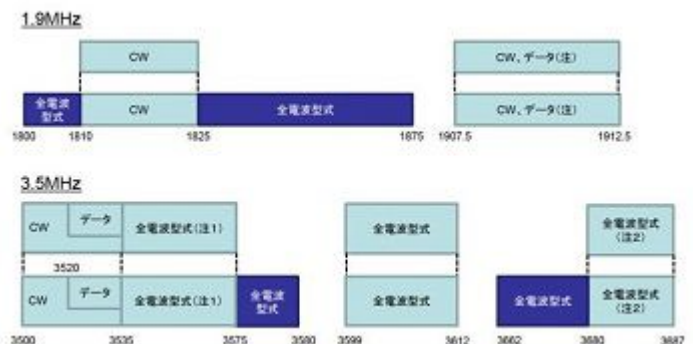 1.9MHz
CW
CW、データ(注)
全電波
型式
CW
全電波型式
CW、データ(注)
1800
1810
1825
1875
1907.5
1912.5
3.5MHz
CW
データ
全電波型式(注1)
全電波型式
全電波型式
(注2)
3520
CW
データ
全電波型式(注1)
全電波
型式
全電波型式
全電波型式
全電波型式
(注2)
3500
3535
3575
3580
3599
3612
3662
3680
3687